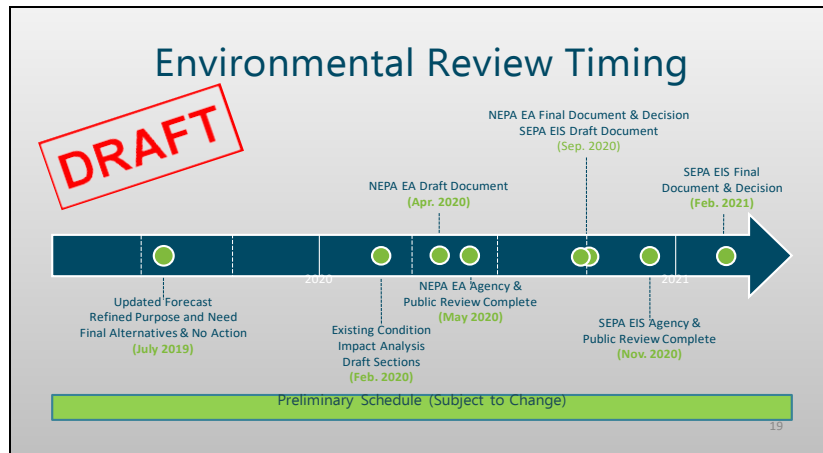 Environmental Review Timing
DRAFT
NEPA EA Final Document & Decision
SEPA EIS Draft Document
(Sep. 2020)
SEPA EIS Final
Document & Decision
(Feb. 2021)
NEPA EA Draft Document
(Apr. 2020)
2020
2021
Updated Forecast
Refined Purpose and Need
Final Alternatives & No Action
(July 2019)
Existing Condition
Impact Analysis
Draft Sections
(Feb. 2020)
NEPA EA Agency &
Public Review Complete
(May 2020)
SEPA EIS Agency &
Public Review Complete
(Nov. 2020)
Preliminary Schedule (Subject to Change)
19